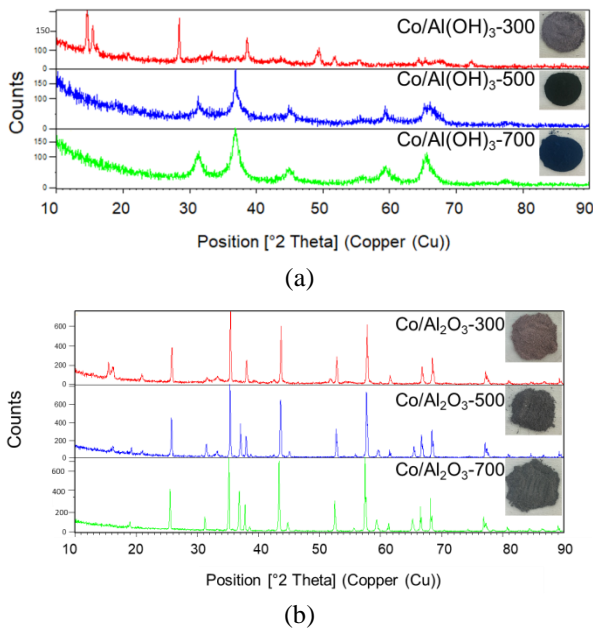 Co/Al(OH)₃-300
150
100
50
0
Co/Al(OH)₃-500
150
100
50
0
Co/Al(OH)₃-700
150
100
50
0
Counts
10 20 30 40 50 60 70 80 90
Position [°2 Theta] (Copper (Cu))
(a)
Co/Al₂O₃-300
600
400
200
0
Co/Al₂O₃-500
600
400
200
0
Co/Al₂O₃-700
600
400
200
0
Counts
10 20 30 40 50 60 70 80 90
Position [°2 Theta] (Copper (Cu))
(b)